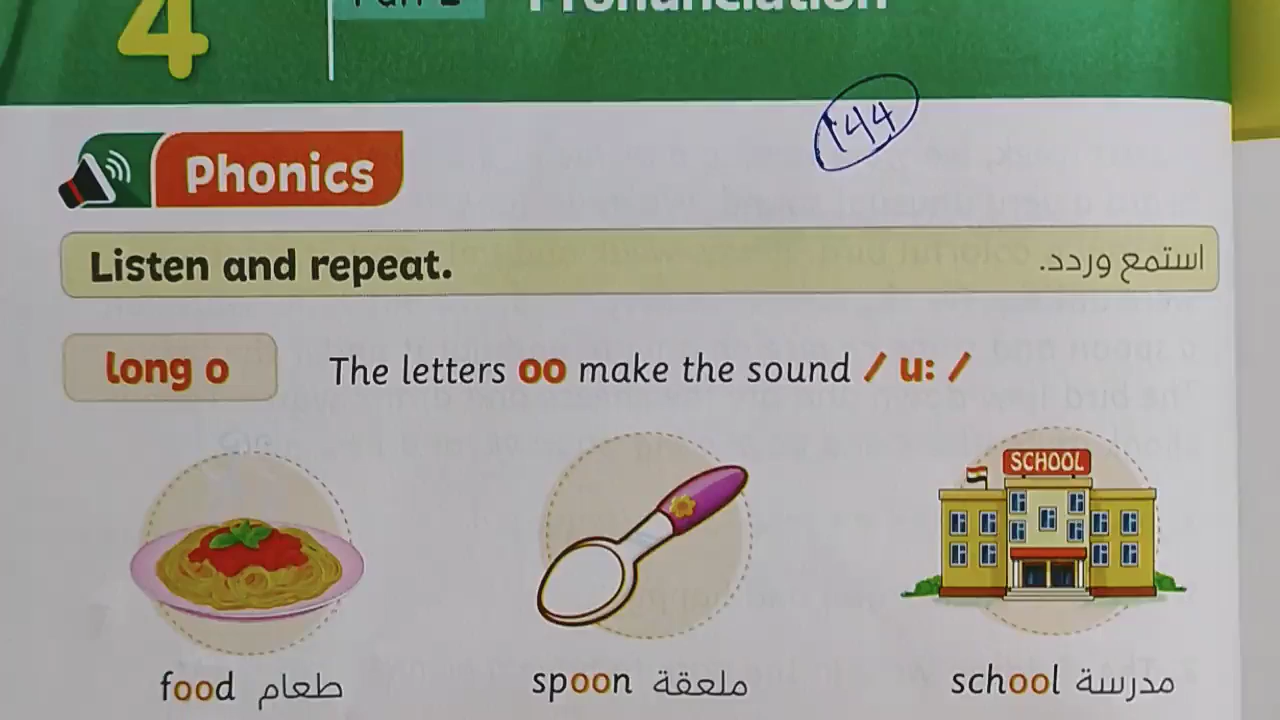 4
Pronunciation
144
Phonics
Listen and repeat.
استمع وردد.
long o
The letters oo make the sound / u: /
SCHOOL
food طعام
spoon ملعقة
school مدرسة